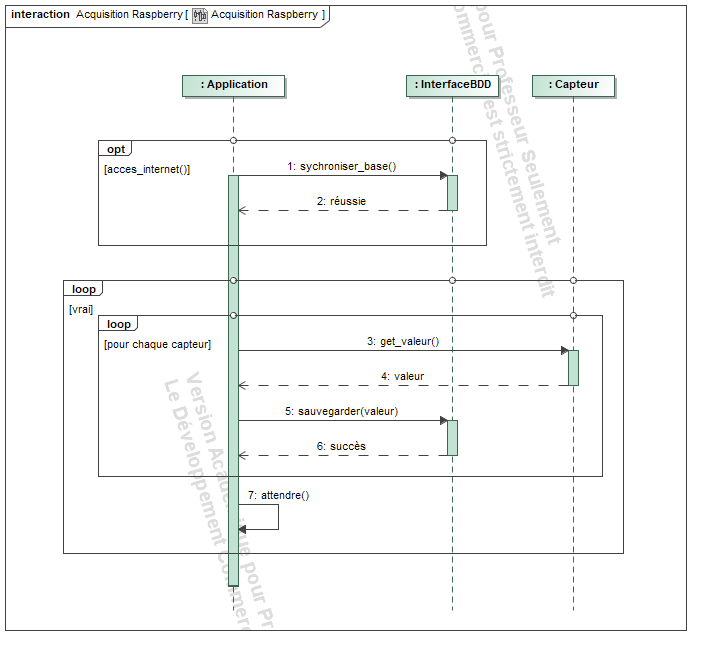 interaction Acquisition Raspberry [ Acquisition Raspberry ]
: Application
: InterfaceBDD
: Capteur
opt
[acces_internet()]
1: sychroniser_base()
2: réussie
loop
[vrai]
loop
[pour chaque capteur]
3: get_valeur()
4: valeur
5: sauvegarder(valeur)
6: succès
7: attendre()
pour Professeur Seulement
est strictement interdit
Version Académique pour
Le Développement